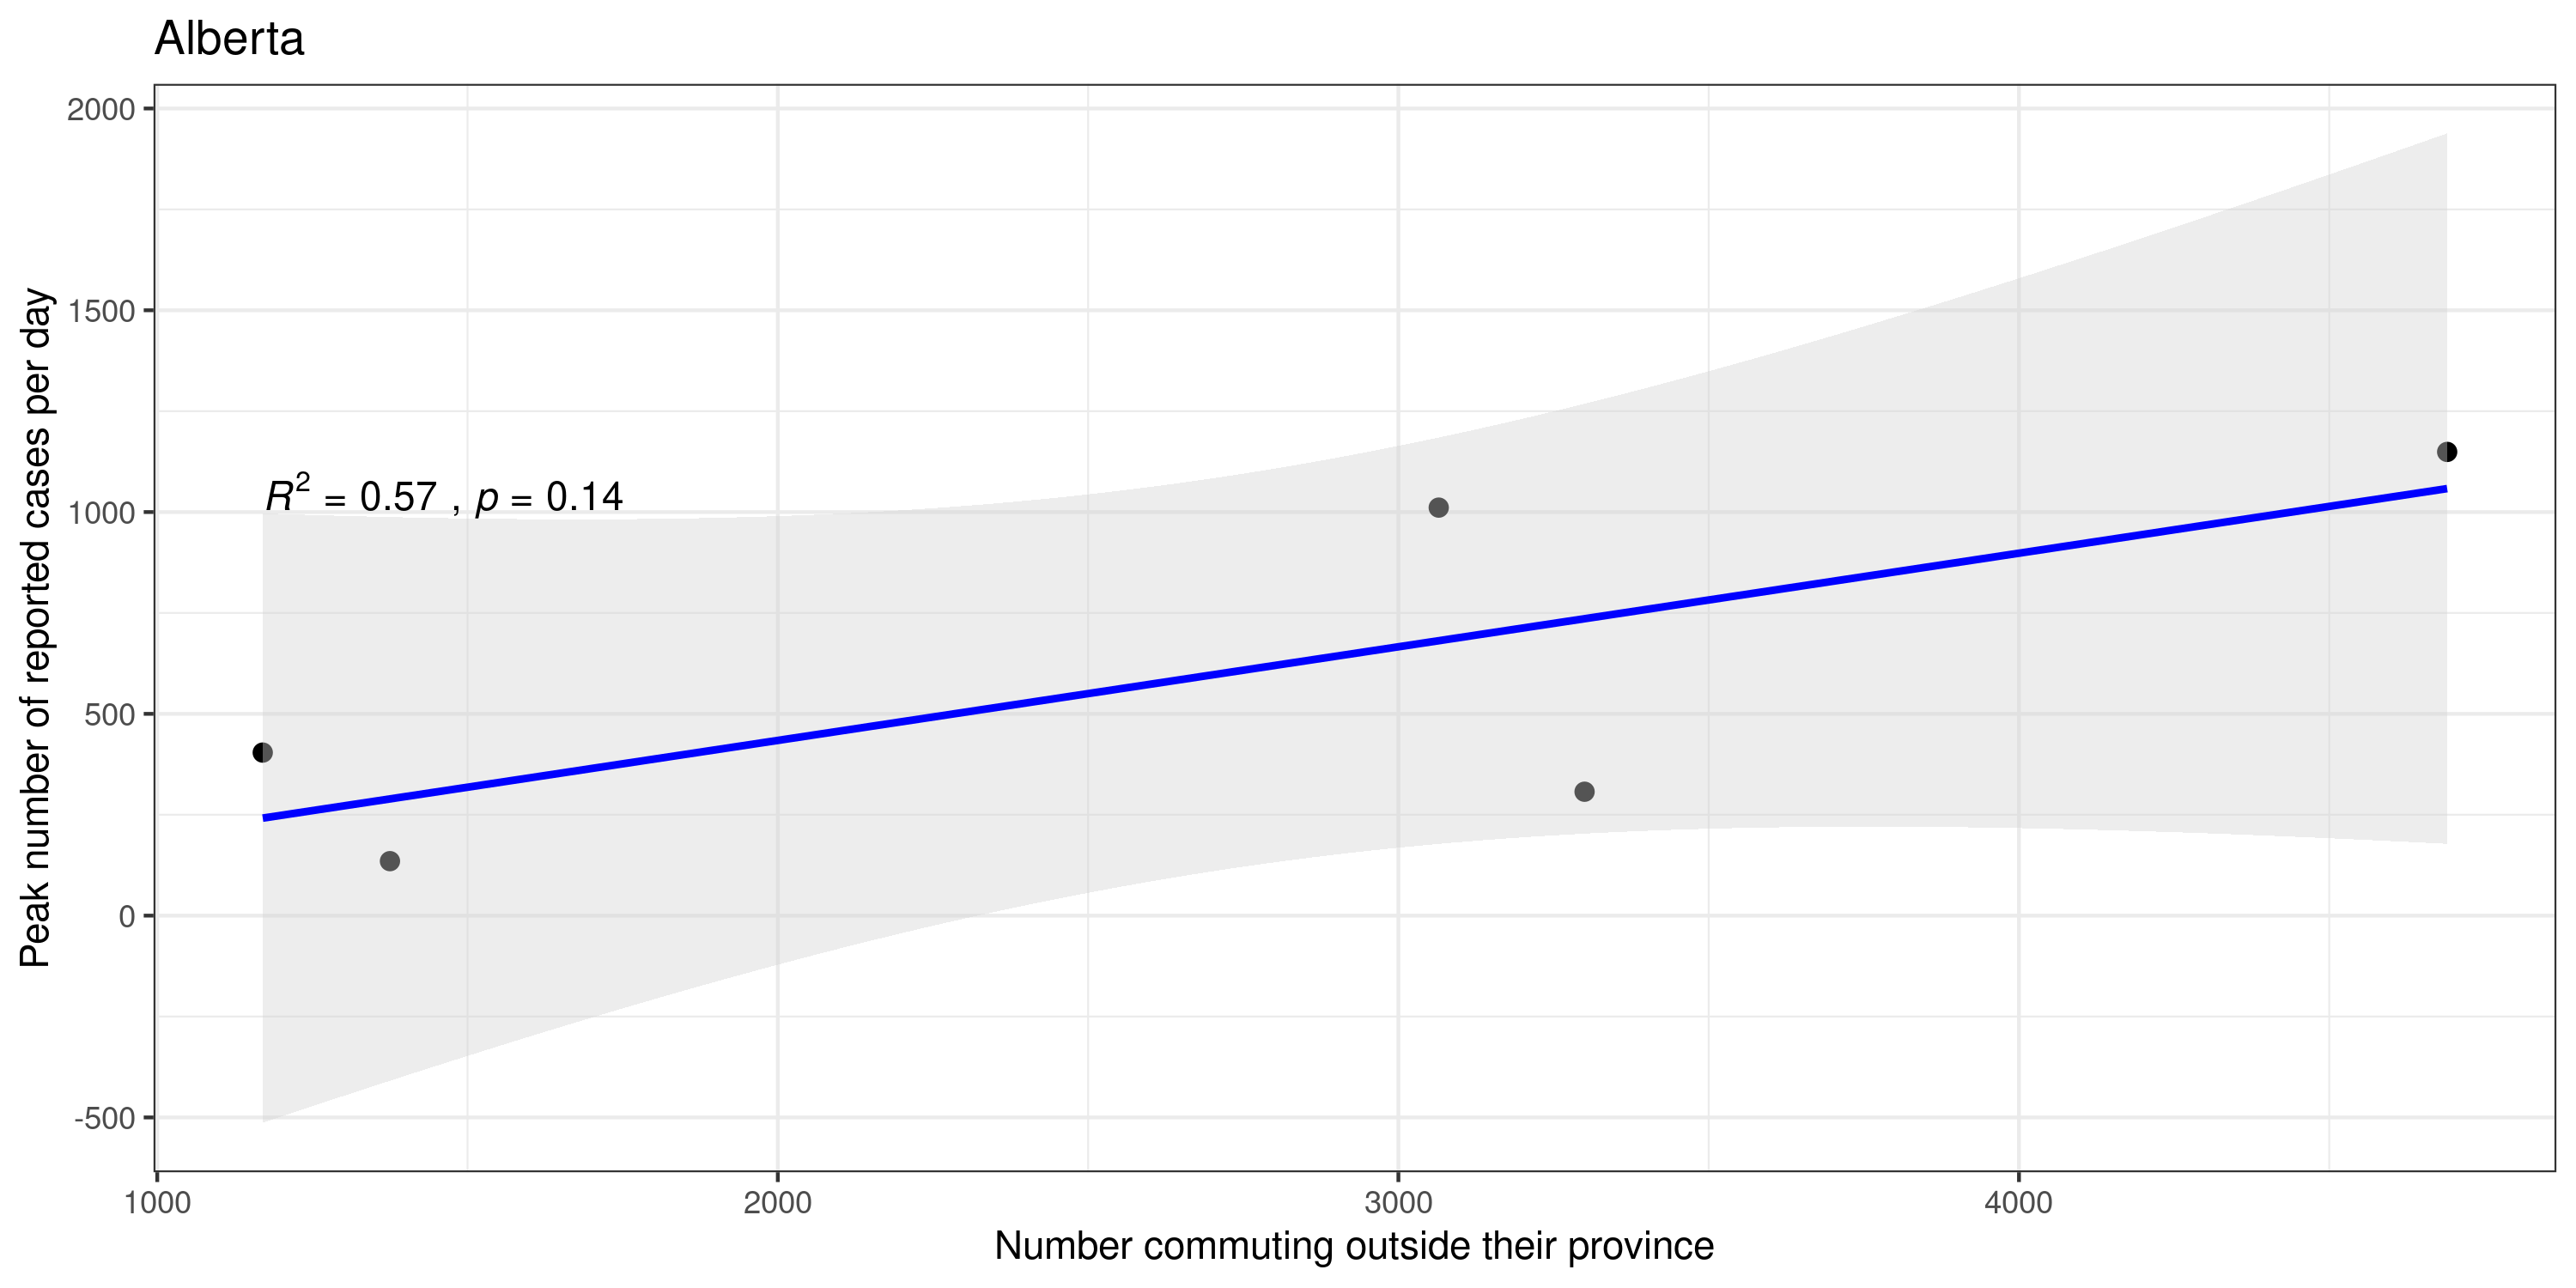 Alberta
Peak number of reported cases per day
2000
1500
1000
500
0
-500
R² = 0.57 , p = 0.14
1000 2000 3000 4000
Number commuting outside their province